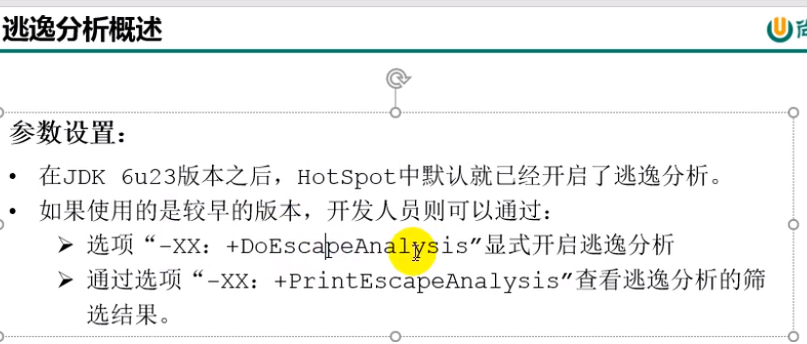 逃逸分析概述
参数设置：
• 在JDK 6u23版本之后，HotSpot中默认就已经开启了逃逸分析。
• 如果使用的是较早的版本，开发人员则可以通过：
➢ 选项“-XX：+DoEscapeAnalysis”显式开启逃逸分析
➢ 通过选项“-XX：+PrintEscapeAnalysis”查看逃逸分析的筛
选结果。